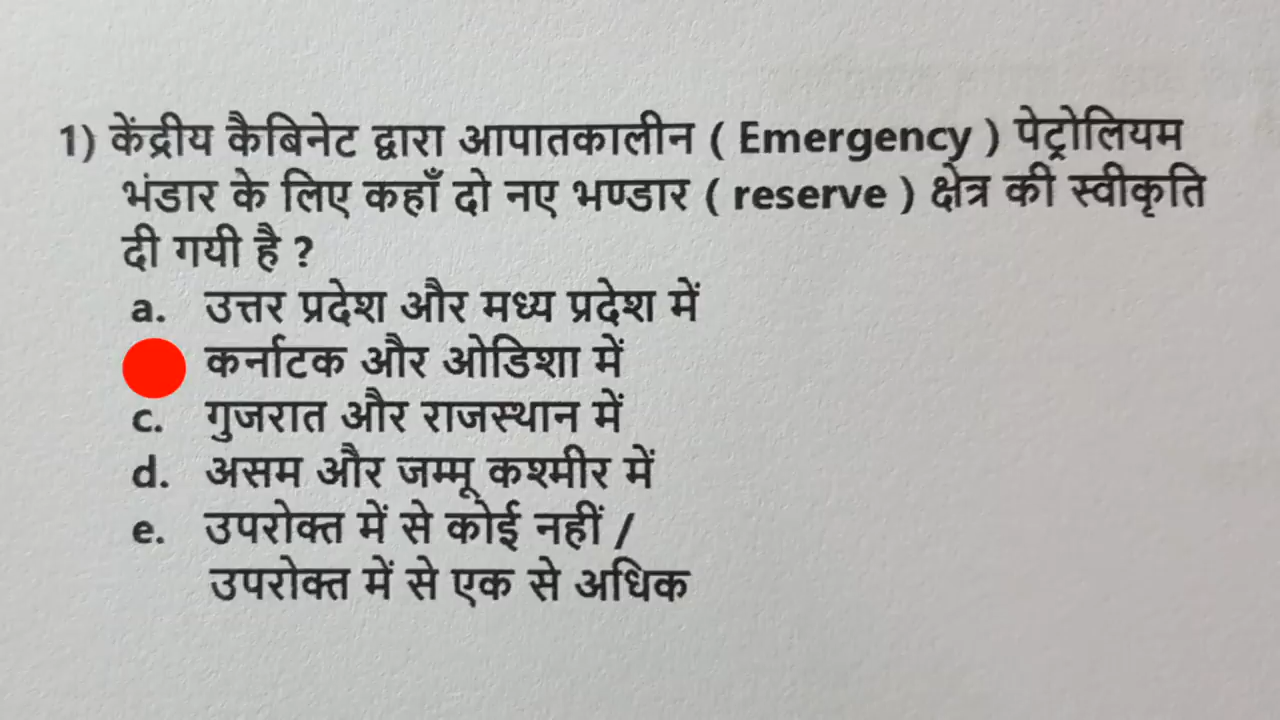 1) केंद्रीय कैबिनेट द्वारा आपातकालीन ( Emergency ) पेट्रोलियम
भंडार के लिए कहाँ दो नए भण्डार ( reserve ) क्षेत्र की स्वीकृति
दी गयी है ?
a. उत्तर प्रदेश और मध्य प्रदेश में
कर्नाटक और ओडिशा में
c. गुजरात और राजस्थान में
d. असम और जम्मू कश्मीर में
e. उपरोक्त में से कोई नहीं /
उपरोक्त में से एक से अधिक